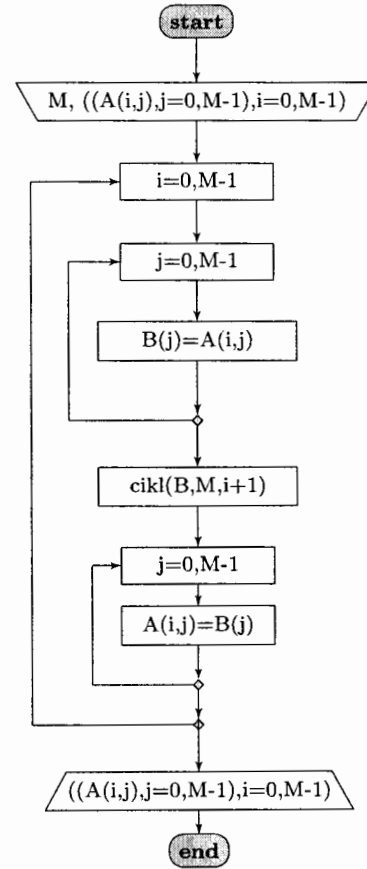 start
M, ((A(i,j),j=0,M-1),i=0,M-1)
i=0,M-1
j=0,M-1
B(j)=A(i,j)
cikl(B,M,i+1)
j=0,M-1
A(i,j)=B(j)
((A(i,j),j=0,M-1),i=0,M-1)
end